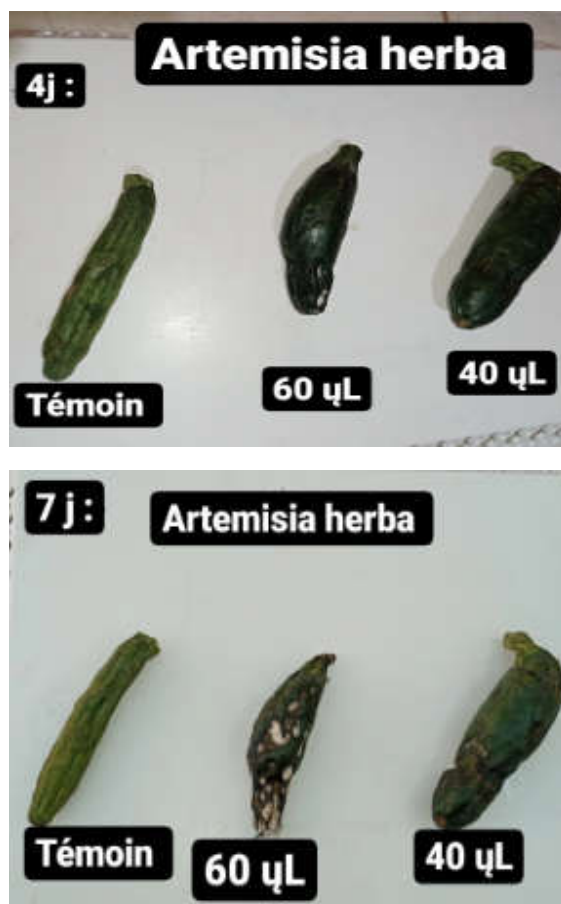 Artemisia herba
4j :
Témoin
60 ųL
40 ųL
7 j :
Artemisia herba
Témoin
60 ųL
40 ųL